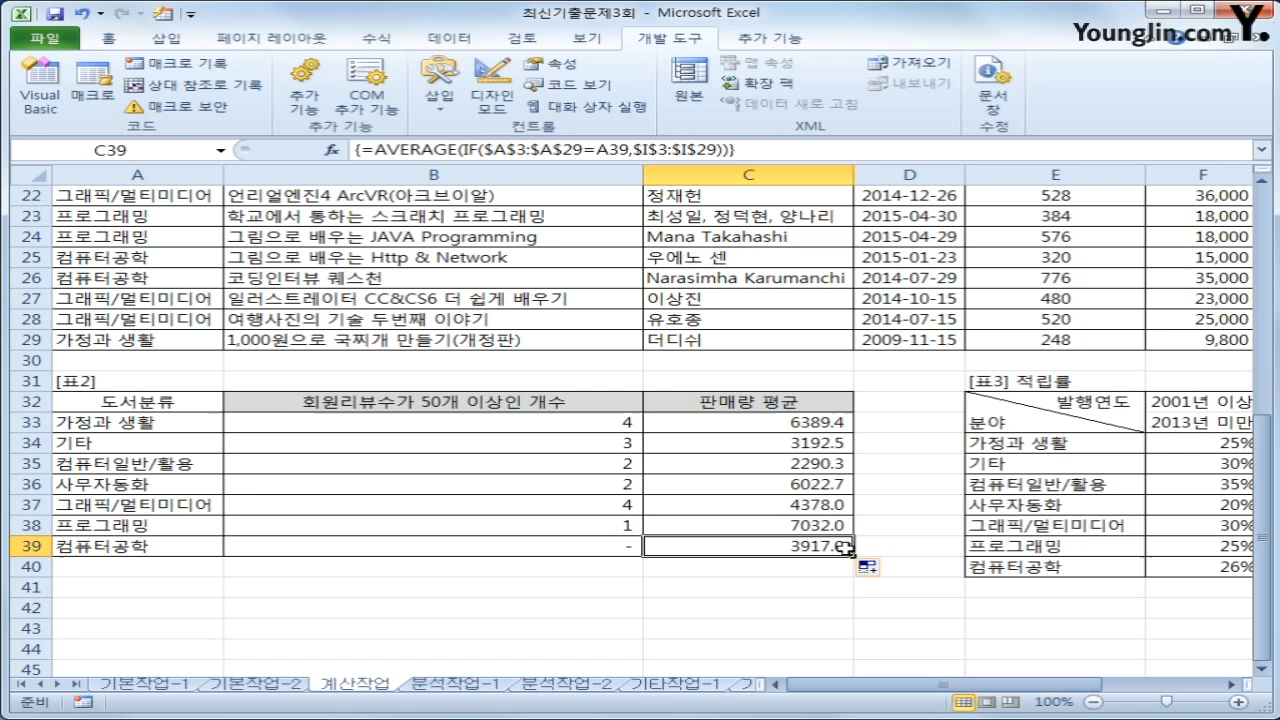 최신기출문제3회 - Microsoft Excel
Younglin.com Y.
파일 홈 삽입 페이지 레이아웃 수식 데이터 검토 보기 개발 도구 추가 기능
Visual Basic 매크로 매크로 기록 상대 참조로 기록 매크로 보안 코드
추가 기능 COM 추가 기능 추가 기능
삽입 디자인 모드 속성 코드 보기 대화 상자 실행 컨트롤
원본 맵 속성 확장 팩 데이터 새로 고침 가져오기 내보내기 XML
문서 창 수정
C39 fx {=AVERAGE(IF($A$3:$A$29=A39,$I$3:$I$29))}
A B C D E F
22 그래픽/멀티미디어 언리얼엔진4 ArcVR(아크브이알) 정재헌 2014-12-26 528 36,000
23 프로그래밍 학교에서 통하는 스크래치 프로그래밍 최성일, 정덕현, 양나리 2015-04-30 384 18,000
24 프로그래밍 그림으로 배우는 JAVA Programming Mana Takahashi 2015-04-29 576 18,000
25 컴퓨터공학 그림으로 배우는 Http & Network 우에노 센 2015-01-23 320 15,000
26 컴퓨터공학 코딩인터뷰 퀘스천 Narasimha Karumanchi 2014-07-29 776 35,000
27 그래픽/멀티미디어 일러스트레이터 CC&CS6 더 쉽게 배우기 이상진 2014-10-15 480 23,000
28 그래픽/멀티미디어 여행사진의 기술 두번째 이야기 유호종 2014-07-15 520 25,000
29 가정과 생활 1,000원으로 국찌개 만들기(개정판) 더디쉬 2009-11-15 248 9,800
30
31 [표2] [표3] 적립률
32 도서분류 회원리뷰수가 50개 이상인 개수 판매량 평균 발행연도 2001년 이상
33 가정과 생활 4 6389.4 분야 2013년 미만
34 기타 3 3192.5 가정과 생활 25%
35 컴퓨터일반/활용 2 2290.3 기타 30%
36 사무자동화 2 6022.7 컴퓨터일반/활용 35%
37 그래픽/멀티미디어 4 4378.0 사무자동화 20%
38 프로그래밍 1 7032.0 그래픽/멀티미디어 30%
39 컴퓨터공학 - 3917. 프로그래밍 25%
40 컴퓨터공학 26%
41
42
43
44
45
기본작업-1 기본작업-2 계산작업 분석작업-1 분석작업-2 기타작업-1
준비 100%